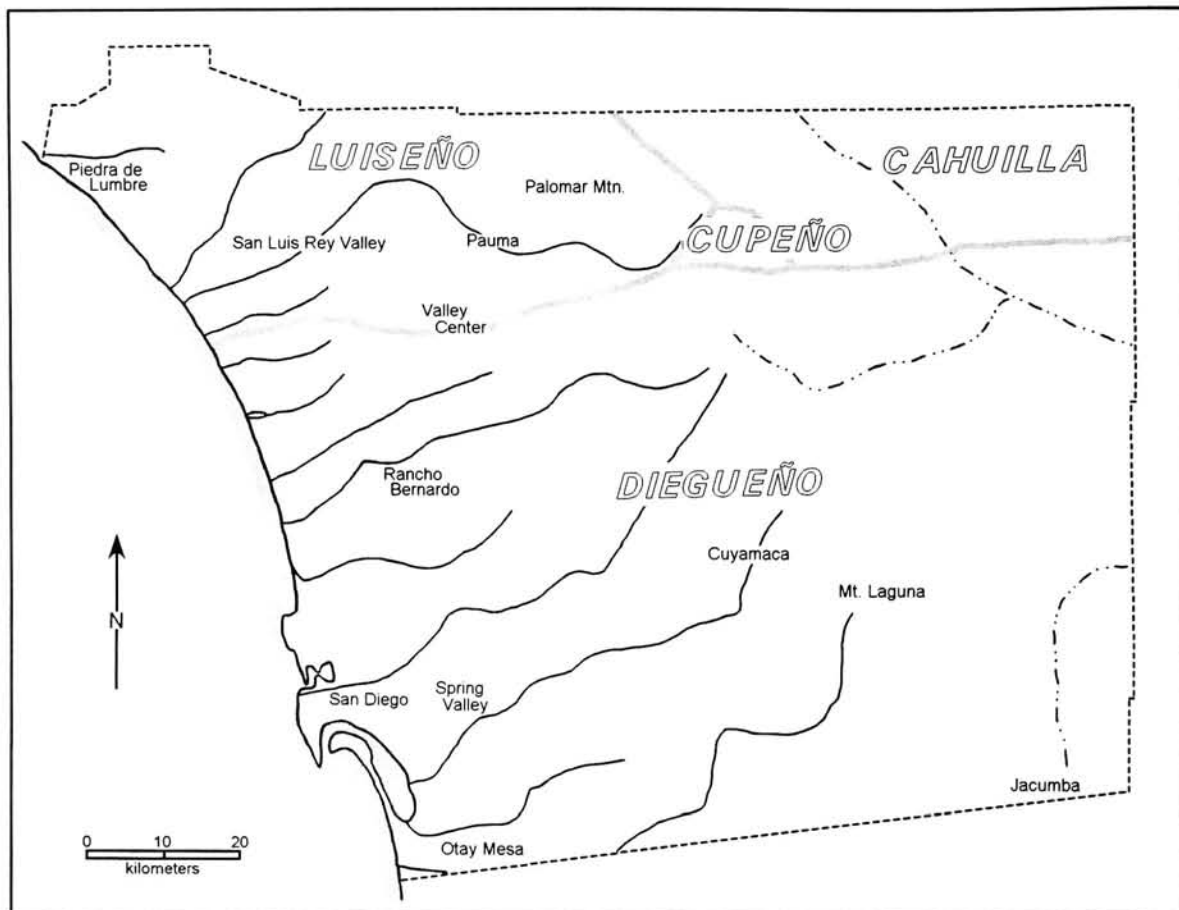 LUISEÑO
CAHUILLA
Piedra de
Lumbre
Palomar Mtn.
San Luis Rey Valley
Pauma
CUPEÑO
Valley
Center
Rancho
Bernardo
DIEGUEÑO
Cuyamaca
Mt. Laguna
N
San Diego
Spring
Valley
Jacumba
0 10 20
kilometers
Otay Mesa